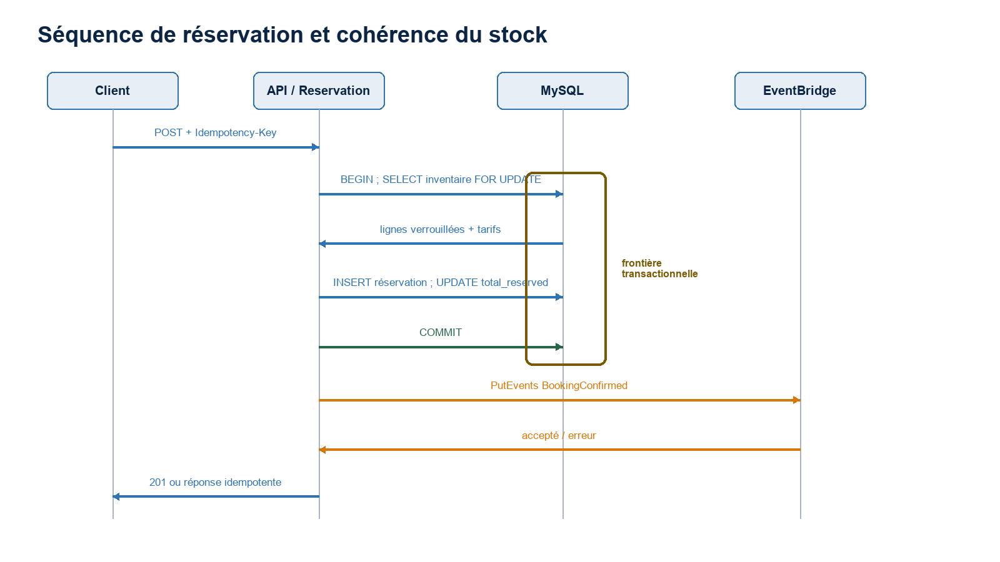 Séquence de réservation et cohérence du stock
Client
API / Reservation
MySQL
EventBridge
POST + Idempotency-Key
BEGIN ; SELECT inventaire FOR UPDATE
lignes verrouillées + tarifs
frontière
transactionnelle
INSERT réservation ; UPDATE total_reserved
COMMIT
PutEvents BookingConfirmed
accepté / erreur
201 ou réponse idempotente